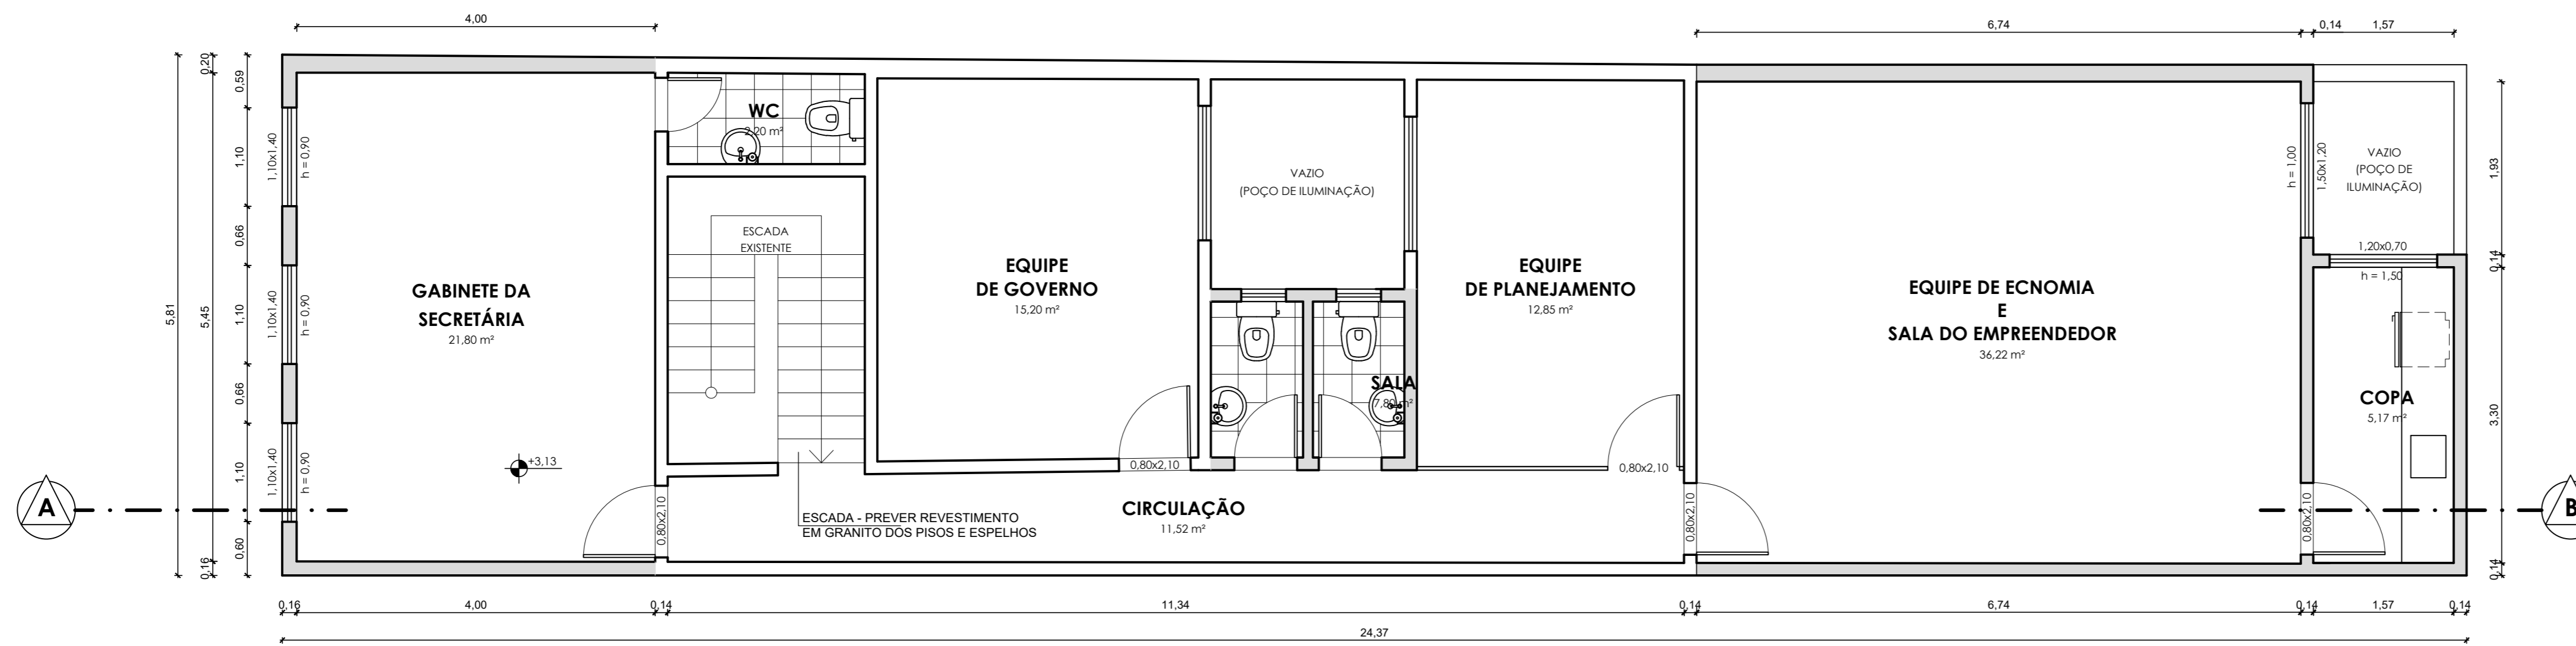 4,00
6,74
0,14
1,57
0,20
0,59
1,10
0,66
1,10
0,66
1,10
0,60
0,16
5,81
5,45
1,10x1,40
h = 0,90
1,10x1,40
h = 0,90
1,10x1,40
h = 0,90
GABINETE DA
SECRETÁRIA
21,80 m²
+3,13
0,80x2,10
WC
2,20 m²
ESCADA
EXISTENTE
ESCADA - PREVER REVESTIMENTO
EM GRANITO DOS PISOS E ESPELHOS
EQUIPE
DE GOVERNO
15,20 m²
0,80x2,10
VAZIO
(POÇO DE ILUMINAÇÃO)
SALA
7,80 m²
CIRCULAÇÃO
11,52 m²
EQUIPE
DE PLANEJAMENTO
12,85 m²
0,80x2,10
0,80x2,10
EQUIPE DE ECNOMIA
E
SALA DO EMPREENDEDOR
36,22 m²
h = 1,00
1,50x1,20
VAZIO
(POÇO DE
ILUMINAÇÃO)
1,20x0,70
h = 1,50
COPA
5,17 m²
0,80x2,10
1,93
0,14
3,30
0,14
A
B
0,16
4,00
0,14
11,34
0,14
6,74
0,14
1,57
0,14
24,37